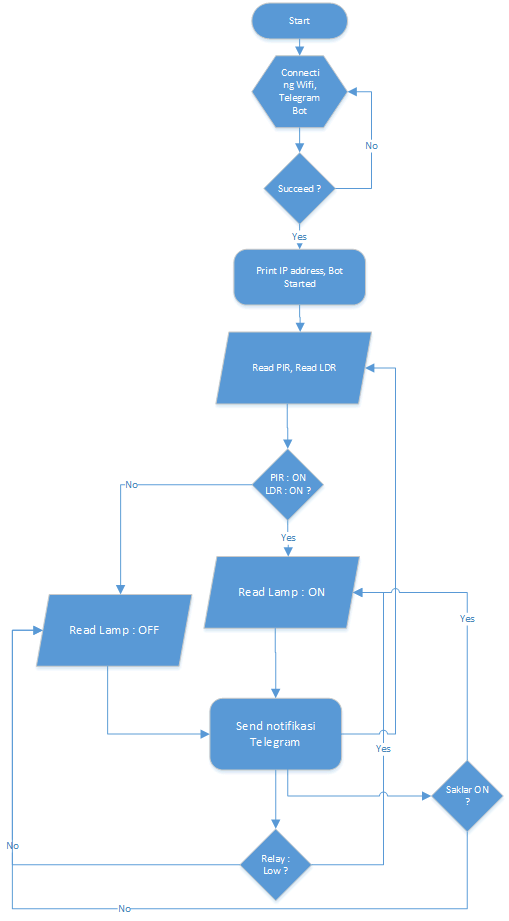 Start
Connecti
ng Wifi,
Telegram
Bot
No
Succeed ?
Yes
Print IP address, Bot
Started
Read PIR, Read LDR
PIR : ON
LDR : ON ?
No
Yes
Read Lamp : ON
Yes
Read Lamp : OFF
Send notifikasi
Telegram
Yes
Saklar ON
?
No
Relay :
Low ?
No